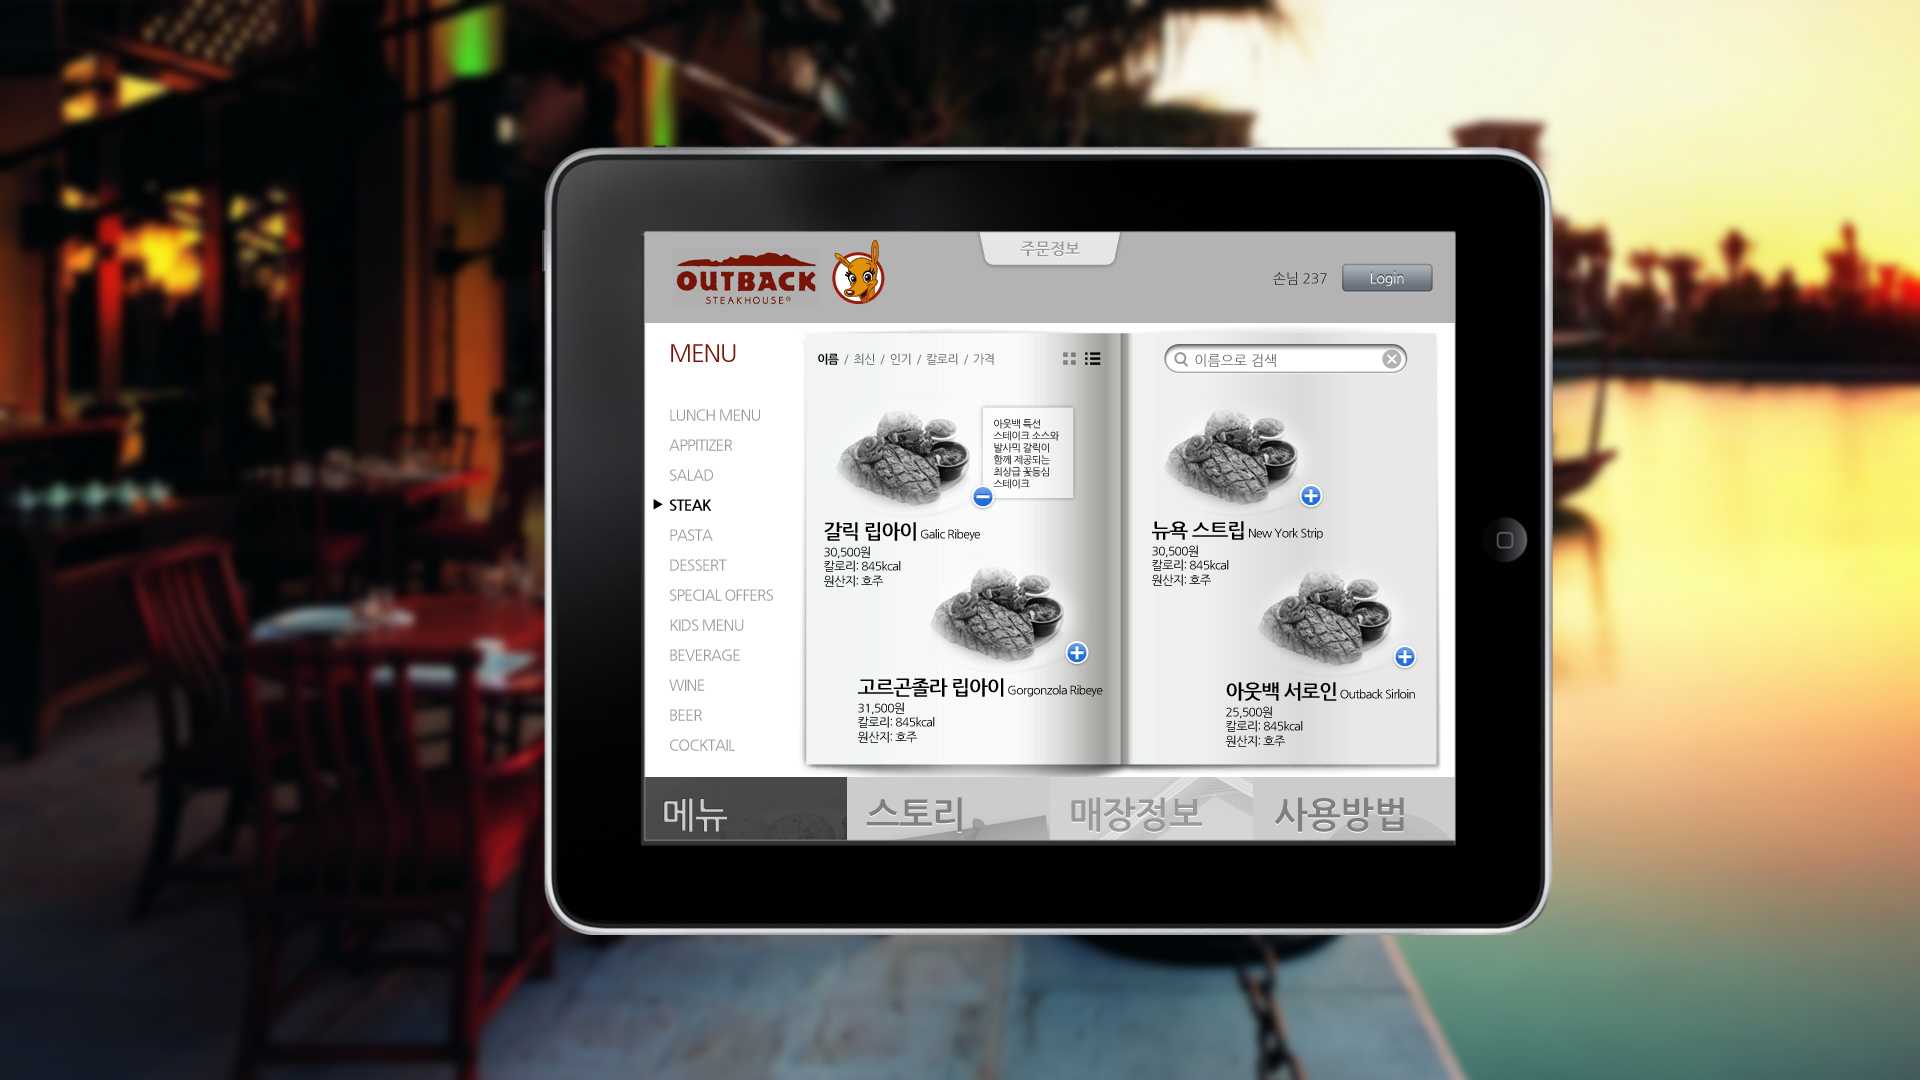 주문정보
OUTBACK
STEAKHOUSE®
손님 237
Login
MENU
이름 / 최신 / 인기 / 칼로리 / 가격
이름으로 검색
LUNCH MENU
APPITIZER
SALAD
STEAK
PASTA
DESSERT
SPECIAL OFFERS
KIDS MENU
BEVERAGE
WINE
BEER
COCKTAIL
아웃백 특선
스테이크 소스와
발사믹 갈릭이
함께 제공되는
최상급 꽃등심
스테이크
갈릭 립아이 Galic Ribeye
30,500원
칼로리: 845kcal
원산지: 호주
고르곤졸라 립아이 Gorgonzola Ribeye
31,500원
칼로리: 845kcal
원산지: 호주
뉴욕 스트립 New York Strip
30,500원
칼로리: 845kcal
원산지: 호주
아웃백 서로인 Outback Sirloin
25,500원
칼로리: 845kcal
원산지: 호주
메뉴
스토리
매장정보
사용방법